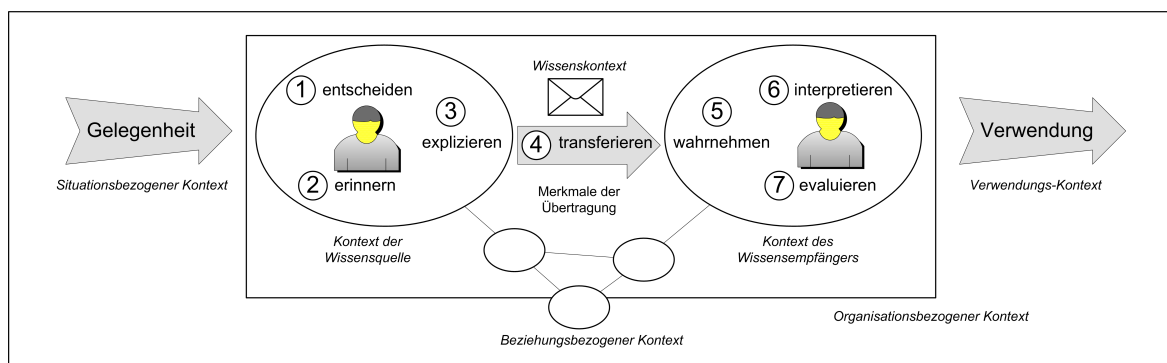 Gelegenheit
Situationsbezogener Kontext
1 entscheiden
2 erinnern
3
explizieren
Kontext der
Wissensquelle
Wissenskontext
4 transferieren
Merkmale der
Übertragung
5
wahrnehmen
6 interpretieren
7 evaluieren
Kontext des
Wissensempfängers
Beziehungsbezogener Kontext
Organisationsbezogener Kontext
Verwendung
Verwendungs-Kontext